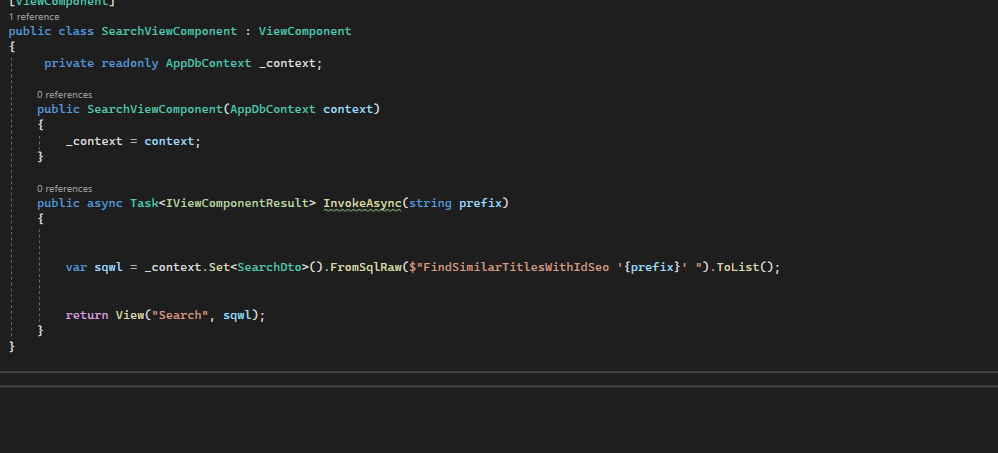 [ViewComponent]
1 reference
public class SearchViewComponent : ViewComponent
{
private readonly AppDbContext _context;
0 references
public SearchViewComponent(AppDbContext context)
{
_context = context;
}
0 references
public async Task<IViewComponentResult> InvokeAsync(string prefix)
{
var sqwl = _context.Set<SearchDto>().FromSqlRaw($"FindSimilarTitlesWithIdSeo '{prefix}' ").ToList();
return View("Search", sqwl);
}
}